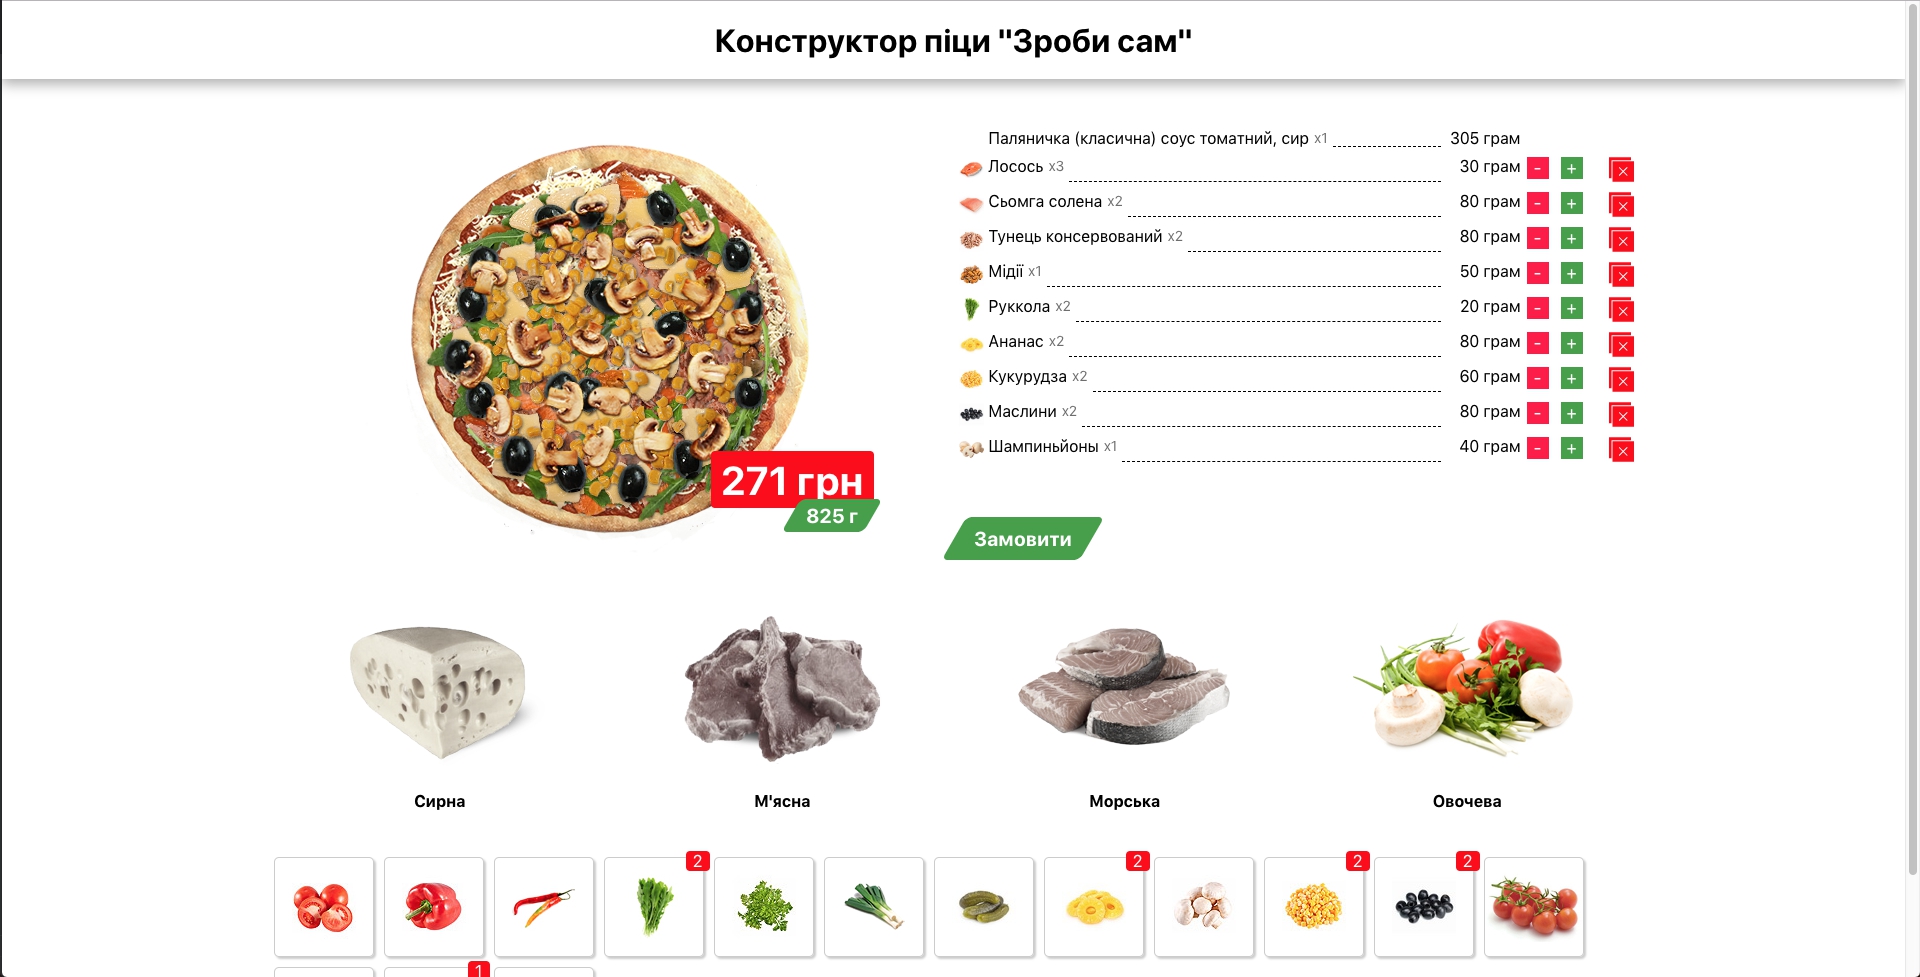 Конструктор піци "Зроби сам"
Паляничка (класична) соус томатний, сир x1 305 грам
Лосось x3 30 грам - + ×
Сьомга солена x2 80 грам - + ×
Тунець консервований x2 80 грам - + ×
Мідії x1 50 грам - + ×
Руккола x2 20 грам - + ×
Ананас x2 80 грам - + ×
Кукурудза x2 60 грам - + ×
Маслини x2 80 грам - + ×
Шампиньйони x1 40 грам - + ×
271 грн
825 г
Замовити
Сирна М'ясна Морська Овочева
2 2 2 2
1